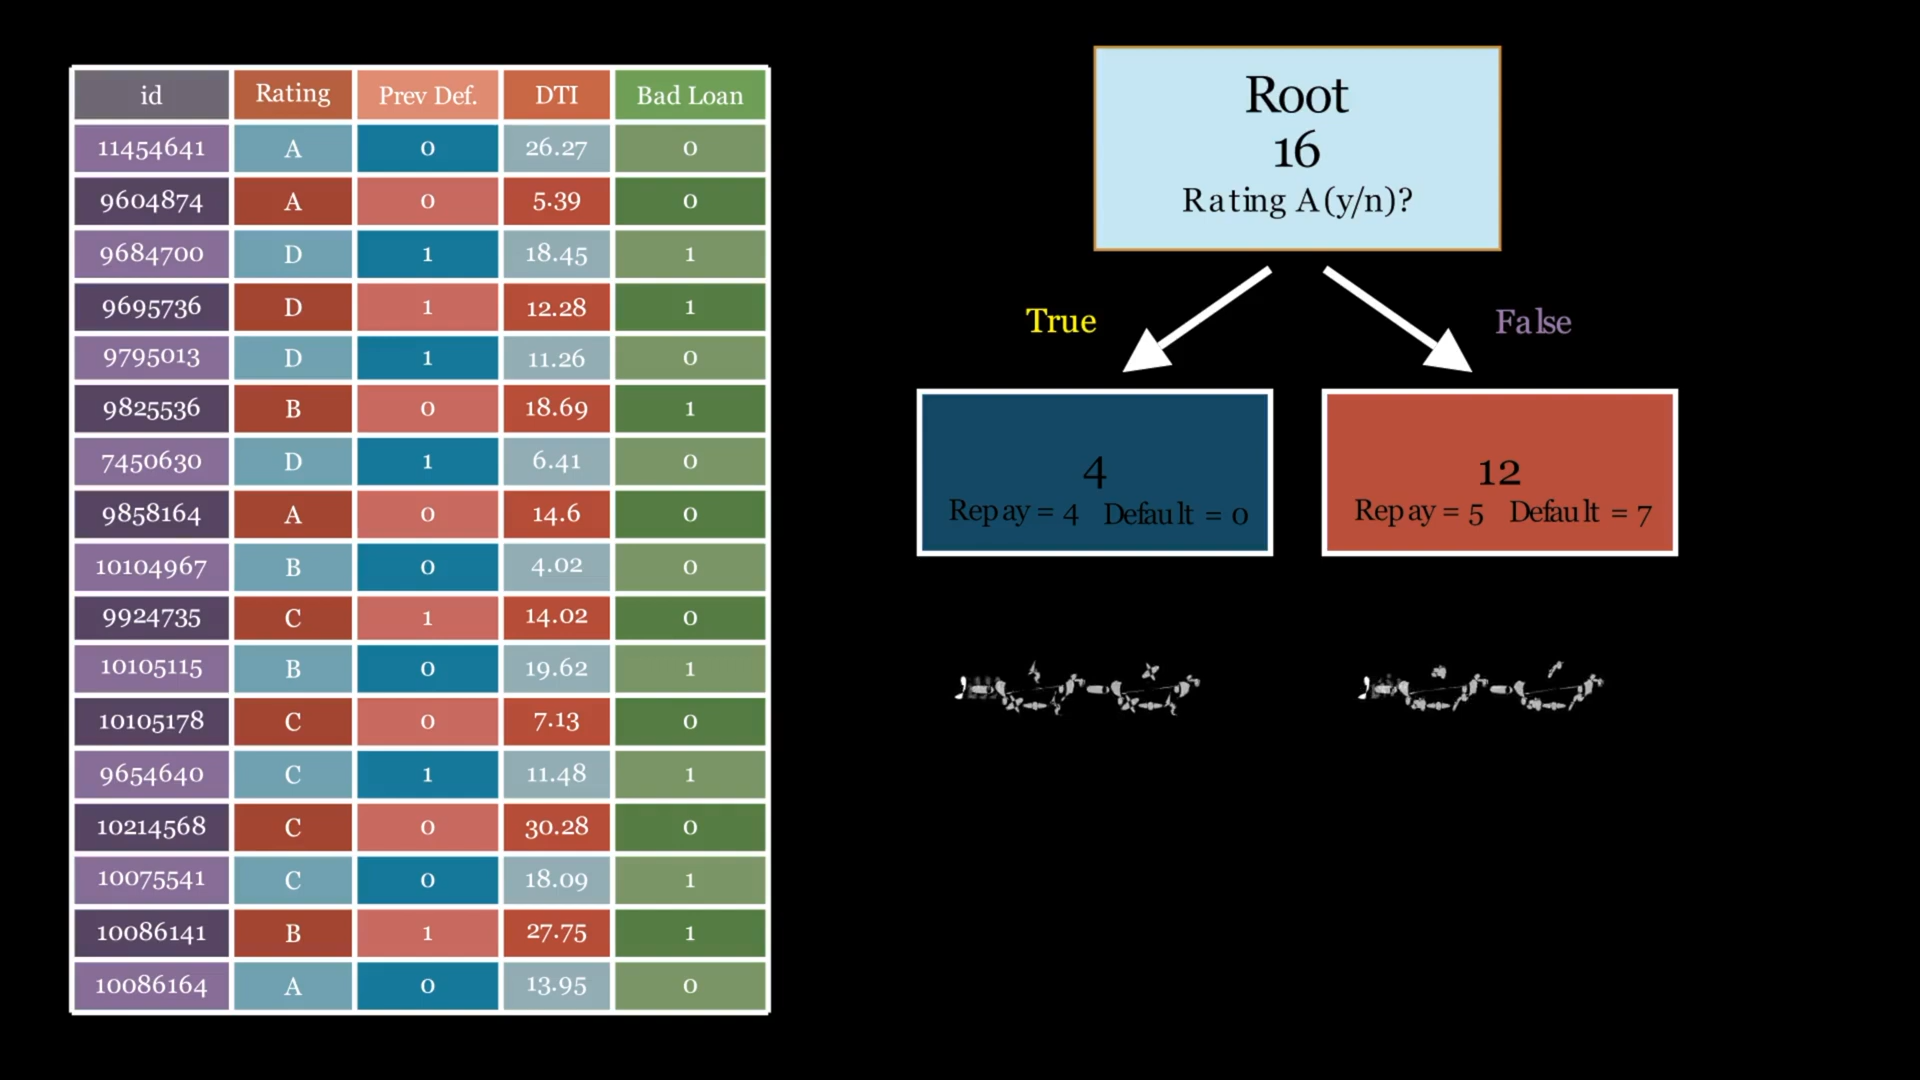 id Rating Prev Def. DTI Bad Loan
11454641 A 0 26.27 0
9604874 A 0 5.39 0
9684700 D 1 18.45 1
9695736 D 1 12.28 1
9795013 D 1 11.26 0
9825536 B 0 18.69 1
7450630 D 1 6.41 0
9858164 A 0 14.6 0
10104967 B 0 4.02 0
9924735 C 1 14.02 0
10105115 B 0 19.62 1
10105178 C 0 7.13 0
9654640 C 1 11.48 1
10214568 C 0 30.28 0
10075541 C 0 18.09 1
10086141 B 1 27.75 1
10086164 A 0 13.95 0
Root
16
Rating A(y/n)?
True
False
4
Repay = 4 Default = 0
12
Repay = 5 Default = 7